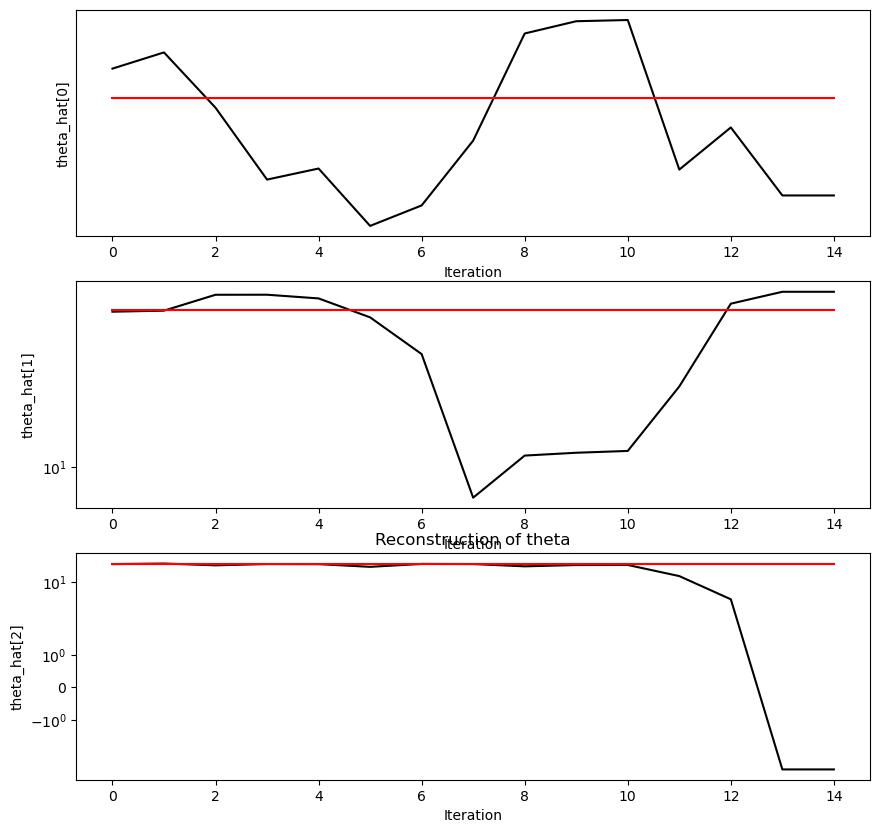 theta_hat[0]
0 2 4 6 8 10 12 14
Iteration
theta_hat[1]
10¹
0 2 4 6 8 10 12 14
Iteration
Reconstruction of theta
theta_hat[2]
10¹
10⁰
0
−10⁰
0 2 4 6 8 10 12 14
Iteration